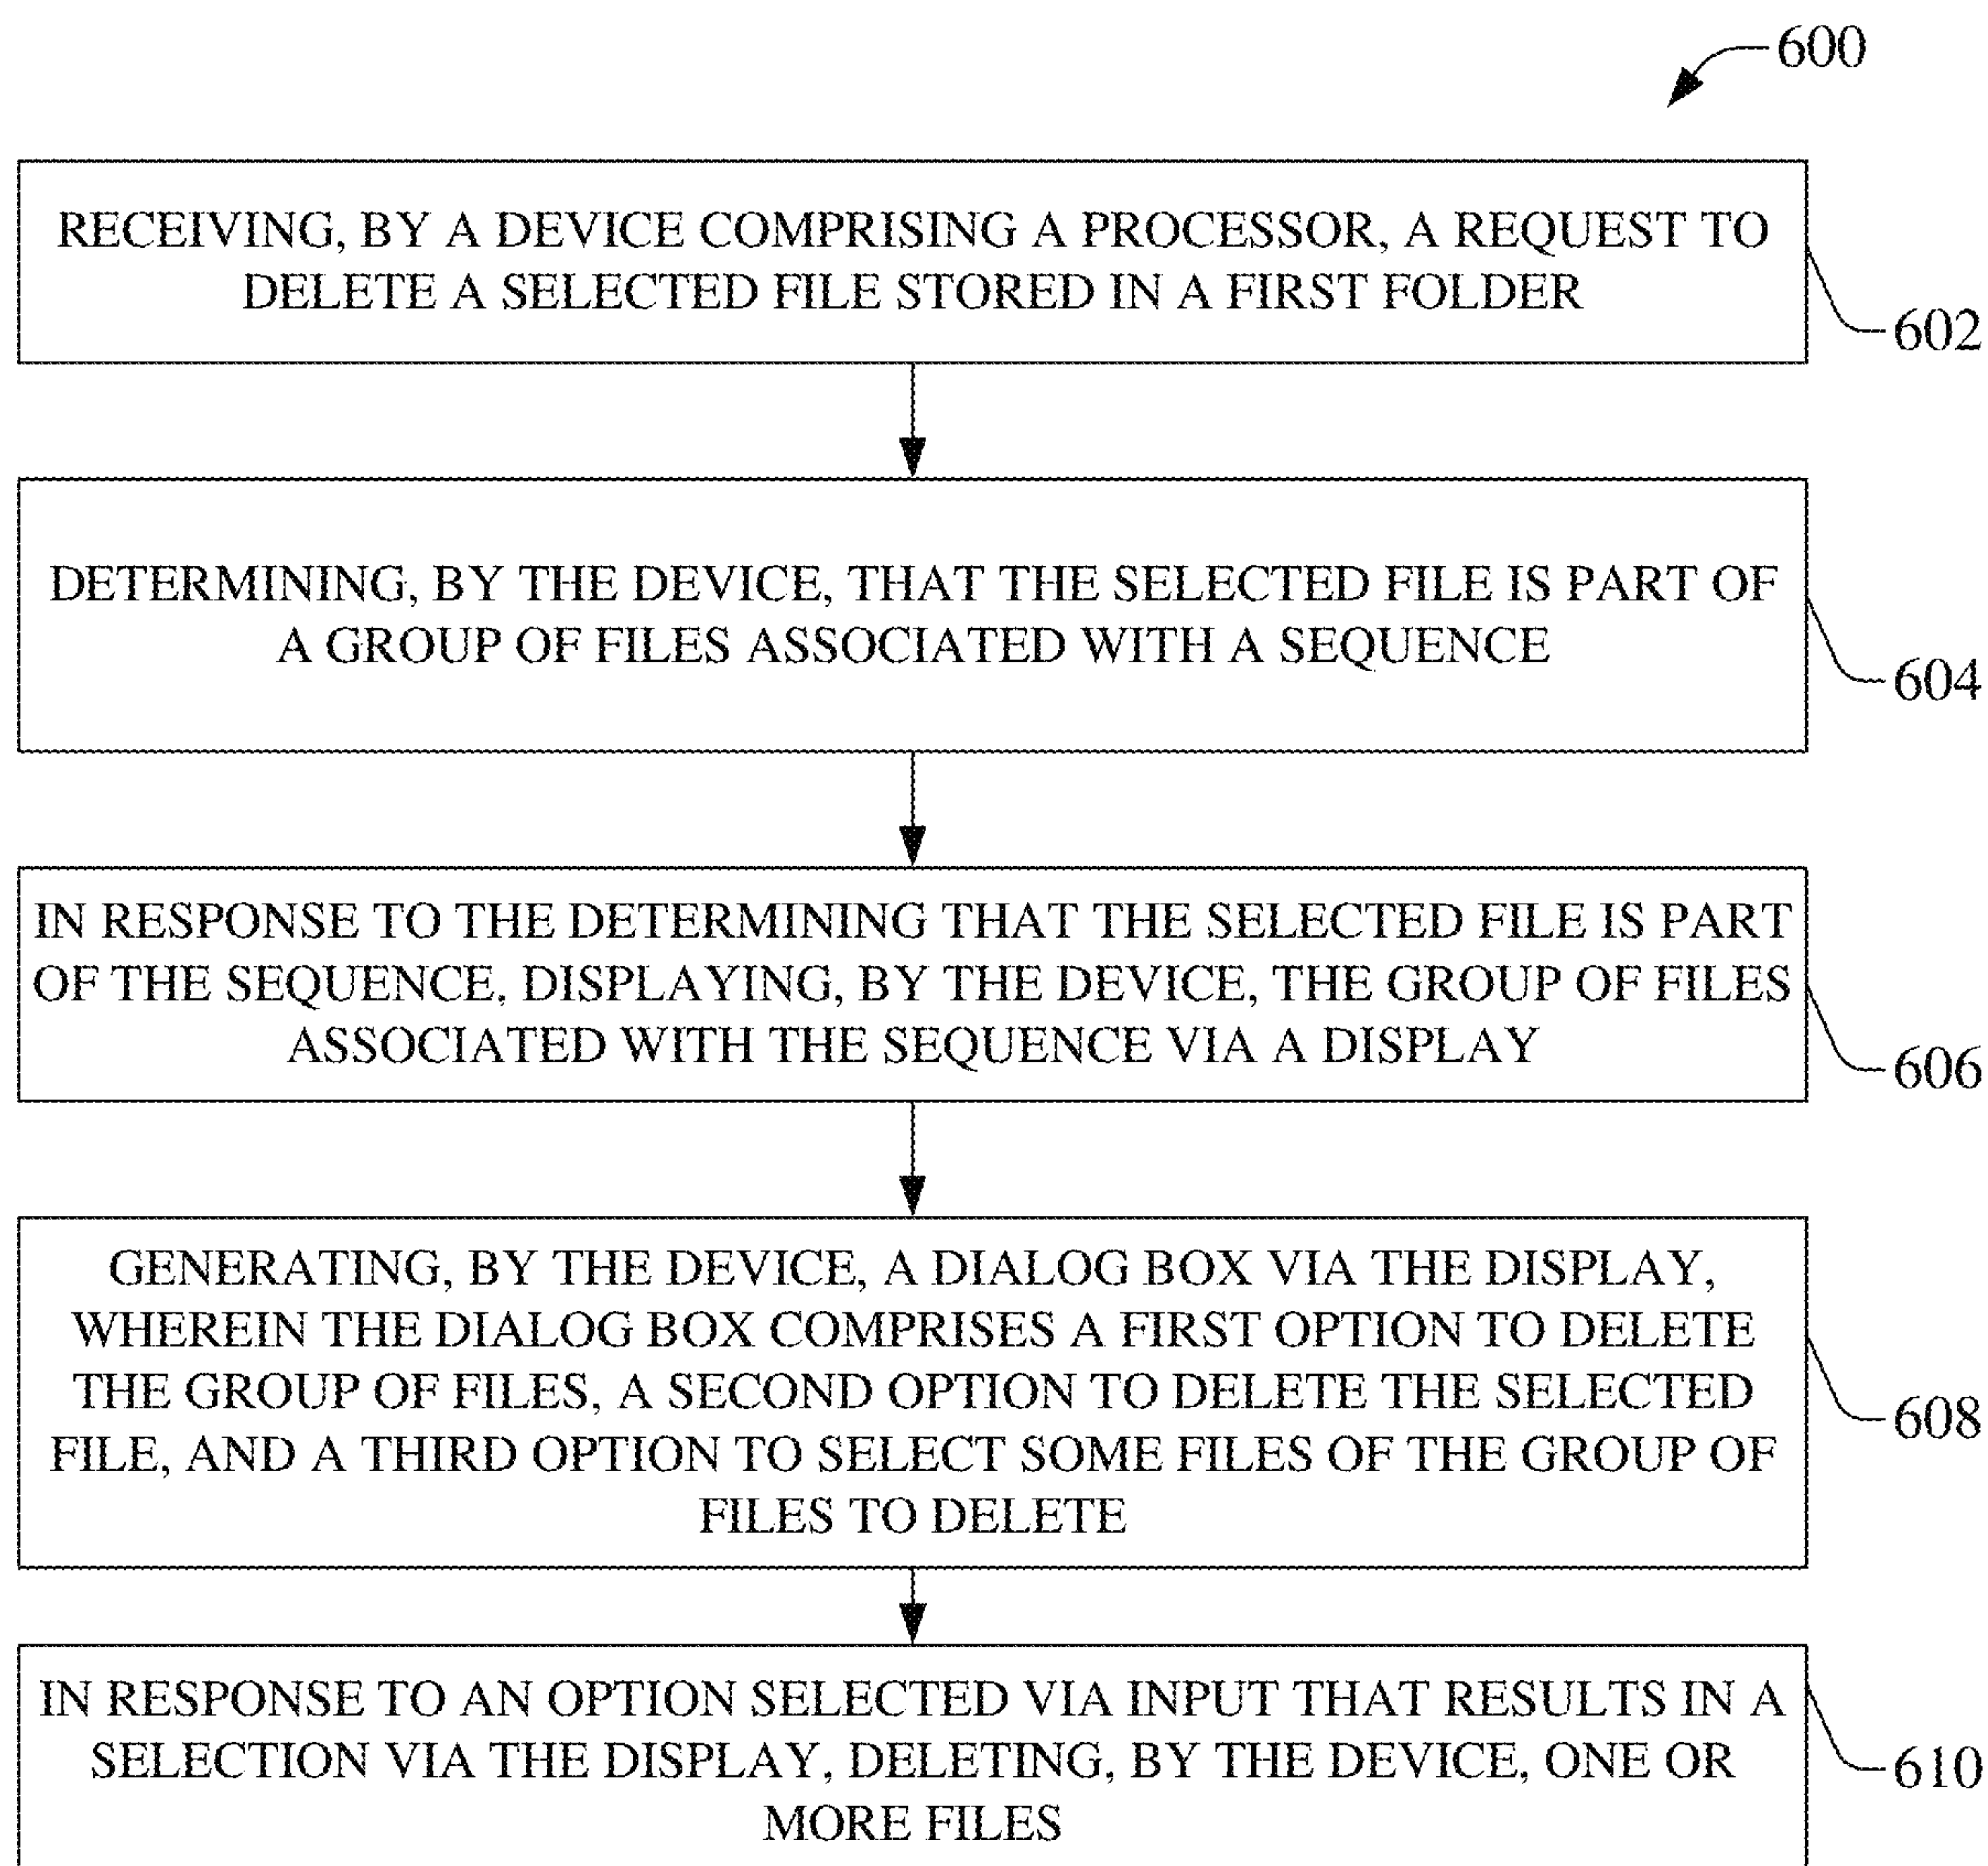 600
RECEIVING, BY A DEVICE COMPRISING A PROCESSOR, A REQUEST TO
DELETE A SELECTED FILE STORED IN A FIRST FOLDER
602
DETERMINING, BY THE DEVICE, THAT THE SELECTED FILE IS PART OF
A GROUP OF FILES ASSOCIATED WITH A SEQUENCE
604
IN RESPONSE TO THE DETERMINING THAT THE SELECTED FILE IS PART
OF THE SEQUENCE, DISPLAYING, BY THE DEVICE, THE GROUP OF FILES
ASSOCIATED WITH THE SEQUENCE VIA A DISPLAY
606
GENERATING, BY THE DEVICE, A DIALOG BOX VIA THE DISPLAY,
WHEREIN THE DIALOG BOX COMPRISES A FIRST OPTION TO DELETE
THE GROUP OF FILES, A SECOND OPTION TO DELETE THE SELECTED
FILE, AND A THIRD OPTION TO SELECT SOME FILES OF THE GROUP OF
FILES TO DELETE
608
IN RESPONSE TO AN OPTION SELECTED VIA INPUT THAT RESULTS IN A
SELECTION VIA THE DISPLAY, DELETING, BY THE DEVICE, ONE OR
MORE FILES
610